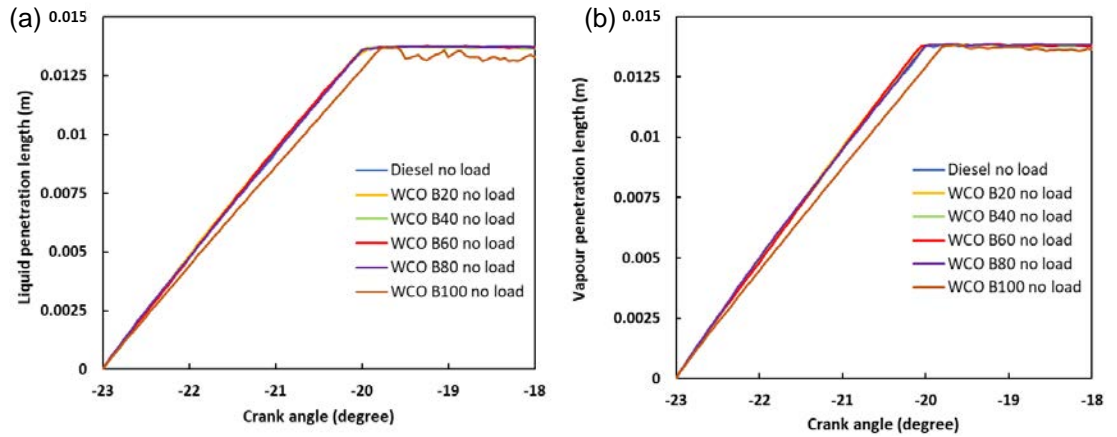 (a)
0.015
0.0125
0.01
0.0075
0.005
0.0025
0
Liquid penetration length (m)
Diesel no load
WCO B20 no load
WCO B40 no load
WCO B60 no load
WCO B80 no load
WCO B100 no load
-23 -22 -21 -20 -19 -18
Crank angle (degree)
(b)
0.015
0.0125
0.01
0.0075
0.005
0.0025
0
Vapour penetration length (m)
Diesel no load
WCO B20 no load
WCO B40 no load
WCO B60 no load
WCO B80 no load
WCO B100 no load
-23 -22 -21 -20 -19 -18
Crank angle (degree)